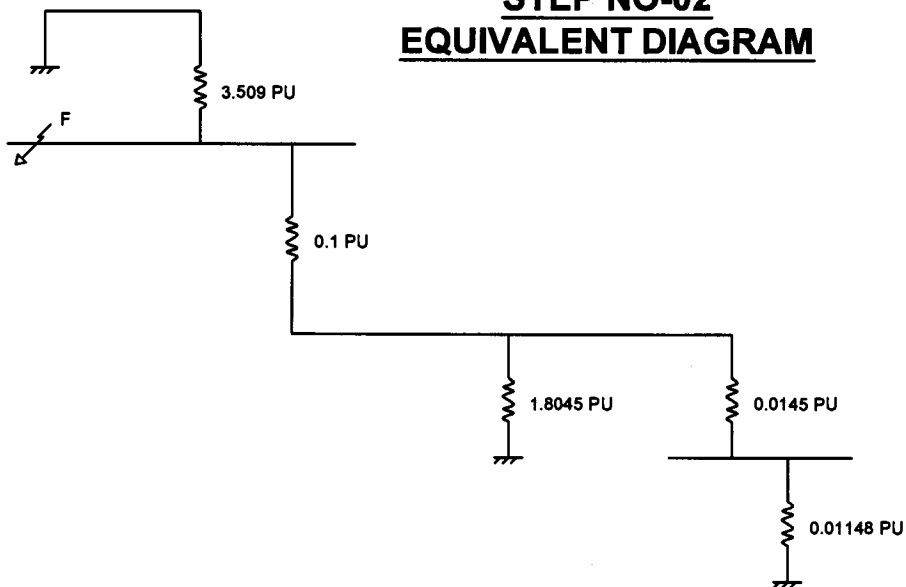 STEP NO-02
EQUIVALENT DIAGRAM
3.509 PU
F
0.1 PU
1.8045 PU
0.0145 PU
0.01148 PU